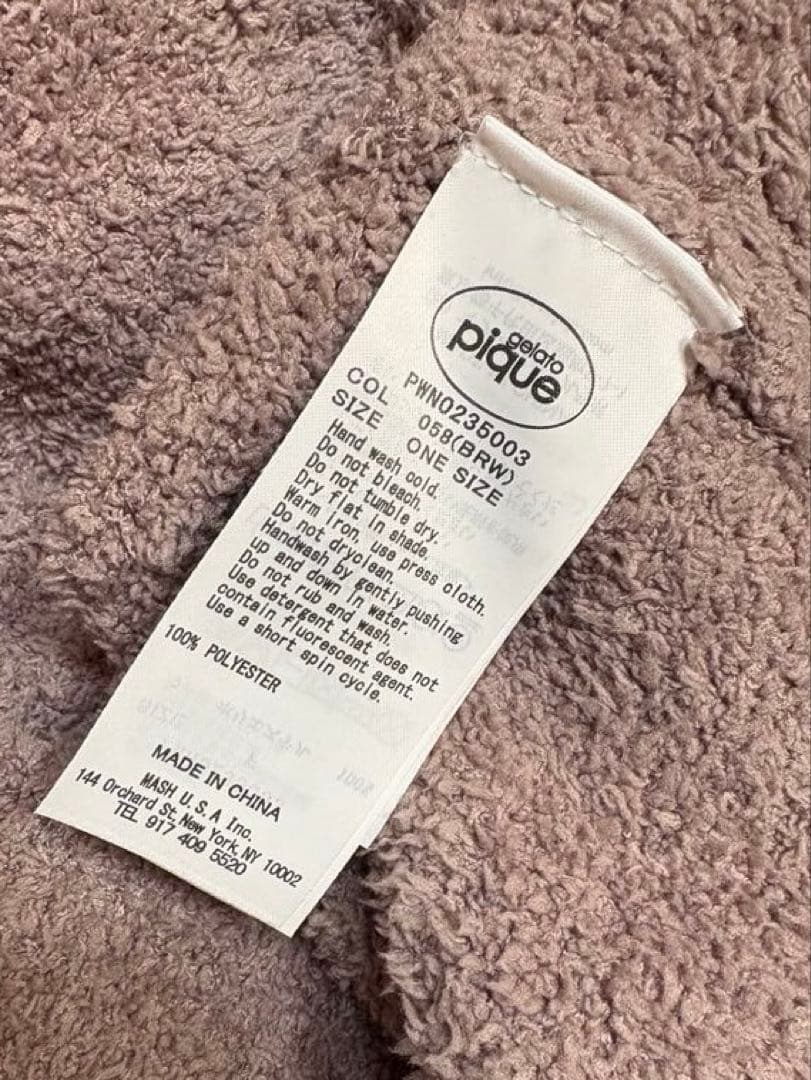 gelato
pique
PWNO235003
COL 058(BRW)
SIZE ONE SIZE
Hand wash cold.
Do not bleach.
Do not tumble dry.
Dry flat in shade.
Warm iron, use press cloth.
Do not dryclean.
Handwash by gently pushing
up and down in water.
Do not rub and wash.
Use detergent that does not
contain fluorescent agent.
Use a short spin cycle.
100% POLYESTER
MADE IN CHINA
MASH U.S.A Inc.
144 Orchard St, New York, NY 10002
TEL 917 409 5520